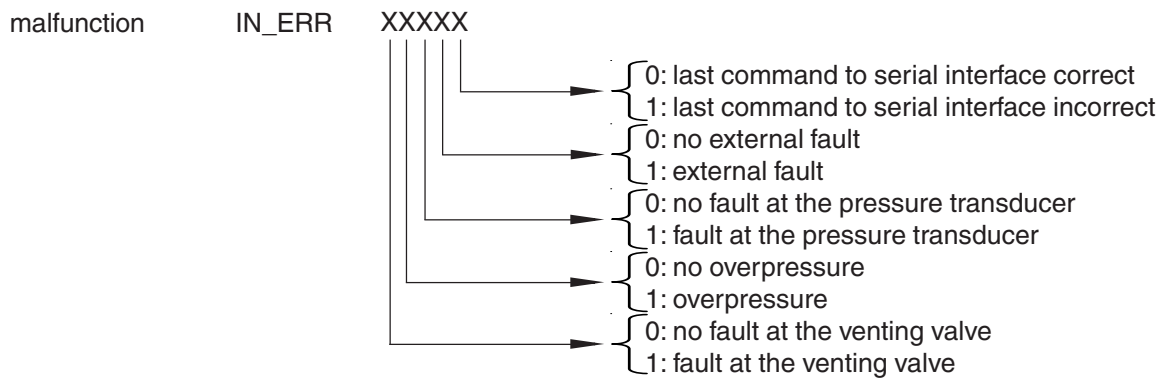 malfunction IN_ERR XXXXX
0: last command to serial interface correct
1: last command to serial interface incorrect
0: no external fault
1: external fault
0: no fault at the pressure transducer
1: fault at the pressure transducer
0: no overpressure
1: overpressure
0: no fault at the venting valve
1: fault at the venting valve